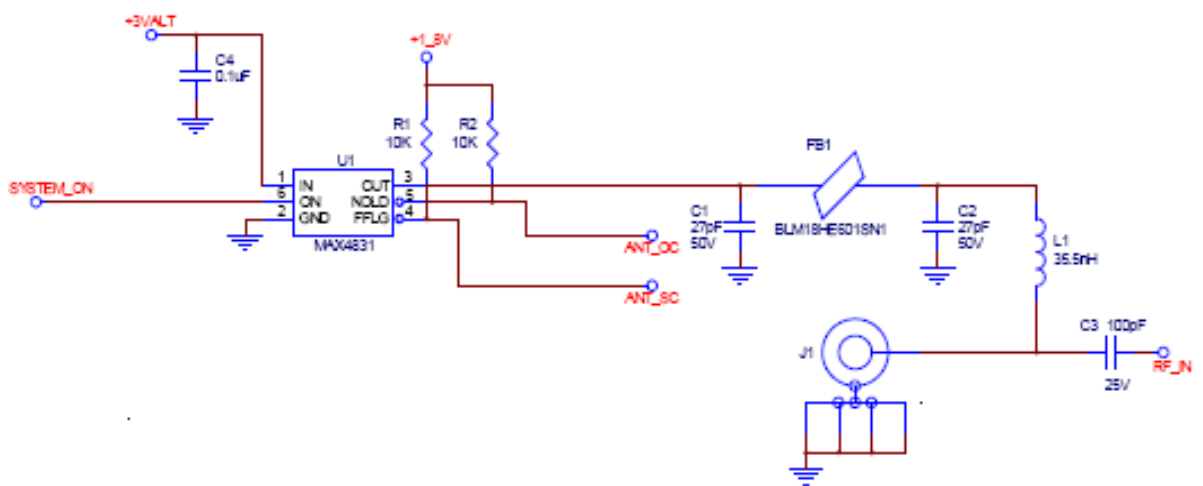 +3VALT
C4
0.1uF
+1_8V
R1
10K
R2
10K
SYSTEM_ON
U1
1 IN OUT 3
6 ON NOLD 5
2 GND FFLG 4
MAX4831
ANT_OC
ANT_SC
C1
27pF
50V
FB1
BLM18HE601SN1
C2
27pF
50V
L1
35.5nH
J1
C3 100pF
25V
RF_IN